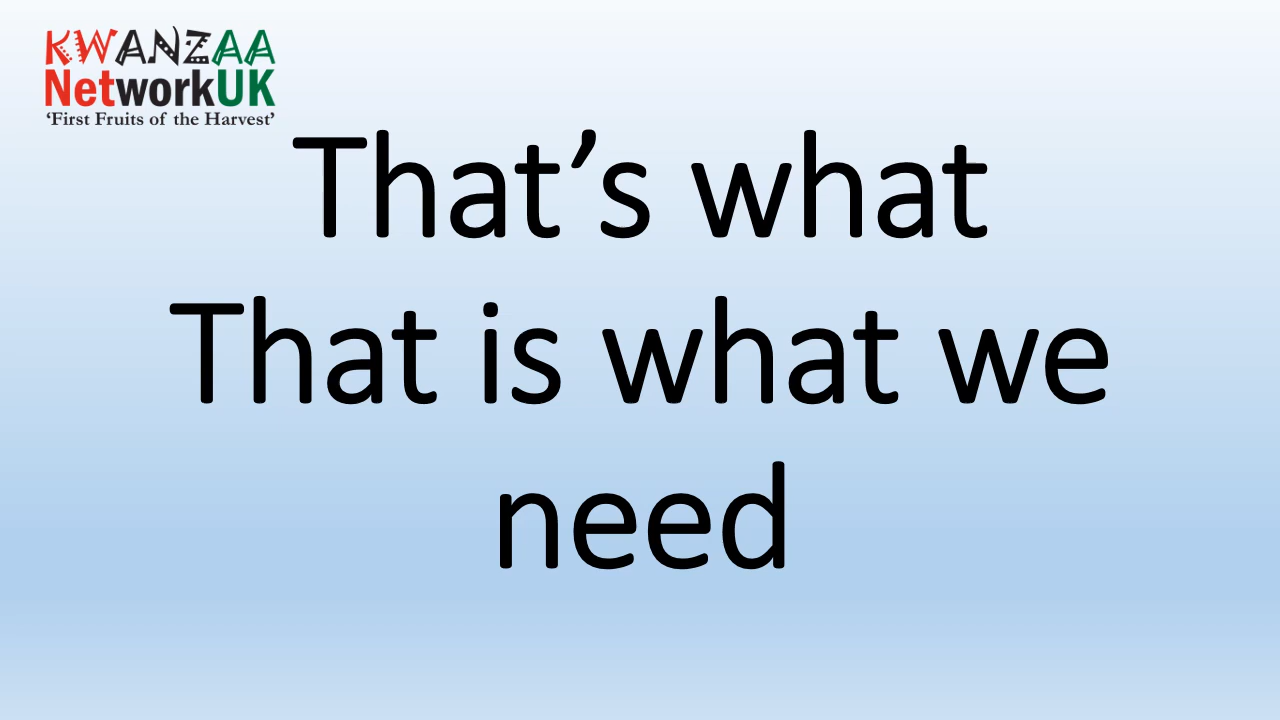 KWANZAA
NetworkUK
‘First Fruits of the Harvest’
That’s what
That is what we
need